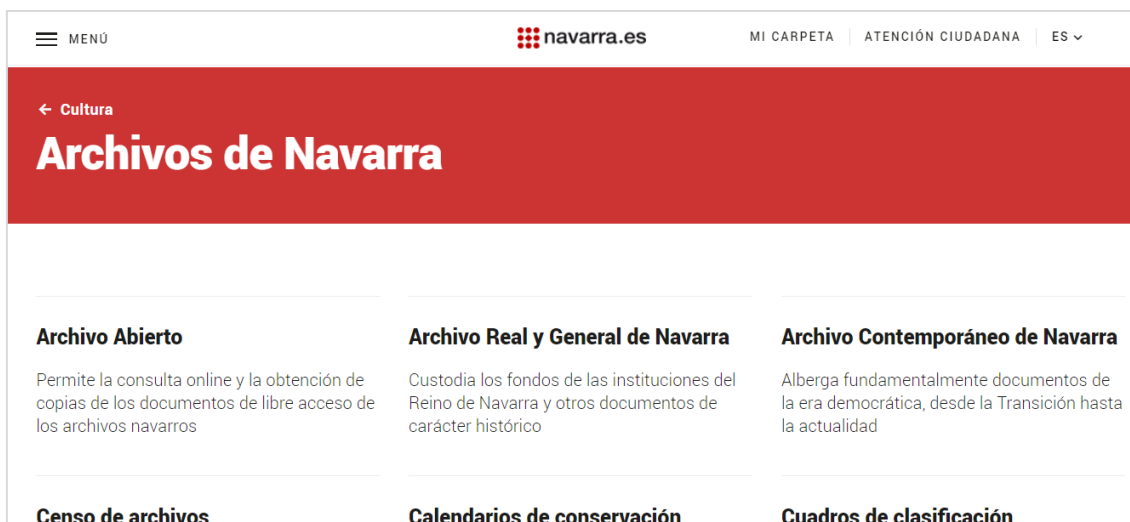 MENÚ
navarra.es
MI CARPETA
ATENCIÓN CIUDADANA
ES
← Cultura
Archivos de Navarra
Archivo Abierto
Permite la consulta online y la obtención de
copias de los documentos de libre acceso de
los archivos navarros
Archivo Real y General de Navarra
Custodia los fondos de las instituciones del
Reino de Navarra y otros documentos de
carácter histórico
Archivo Contemporáneo de Navarra
Alberga fundamentalmente documentos de
la era democrática, desde la Transición hasta
la actualidad
Censo de archivos
Calendarios de conservación
Cuadros de clasificación